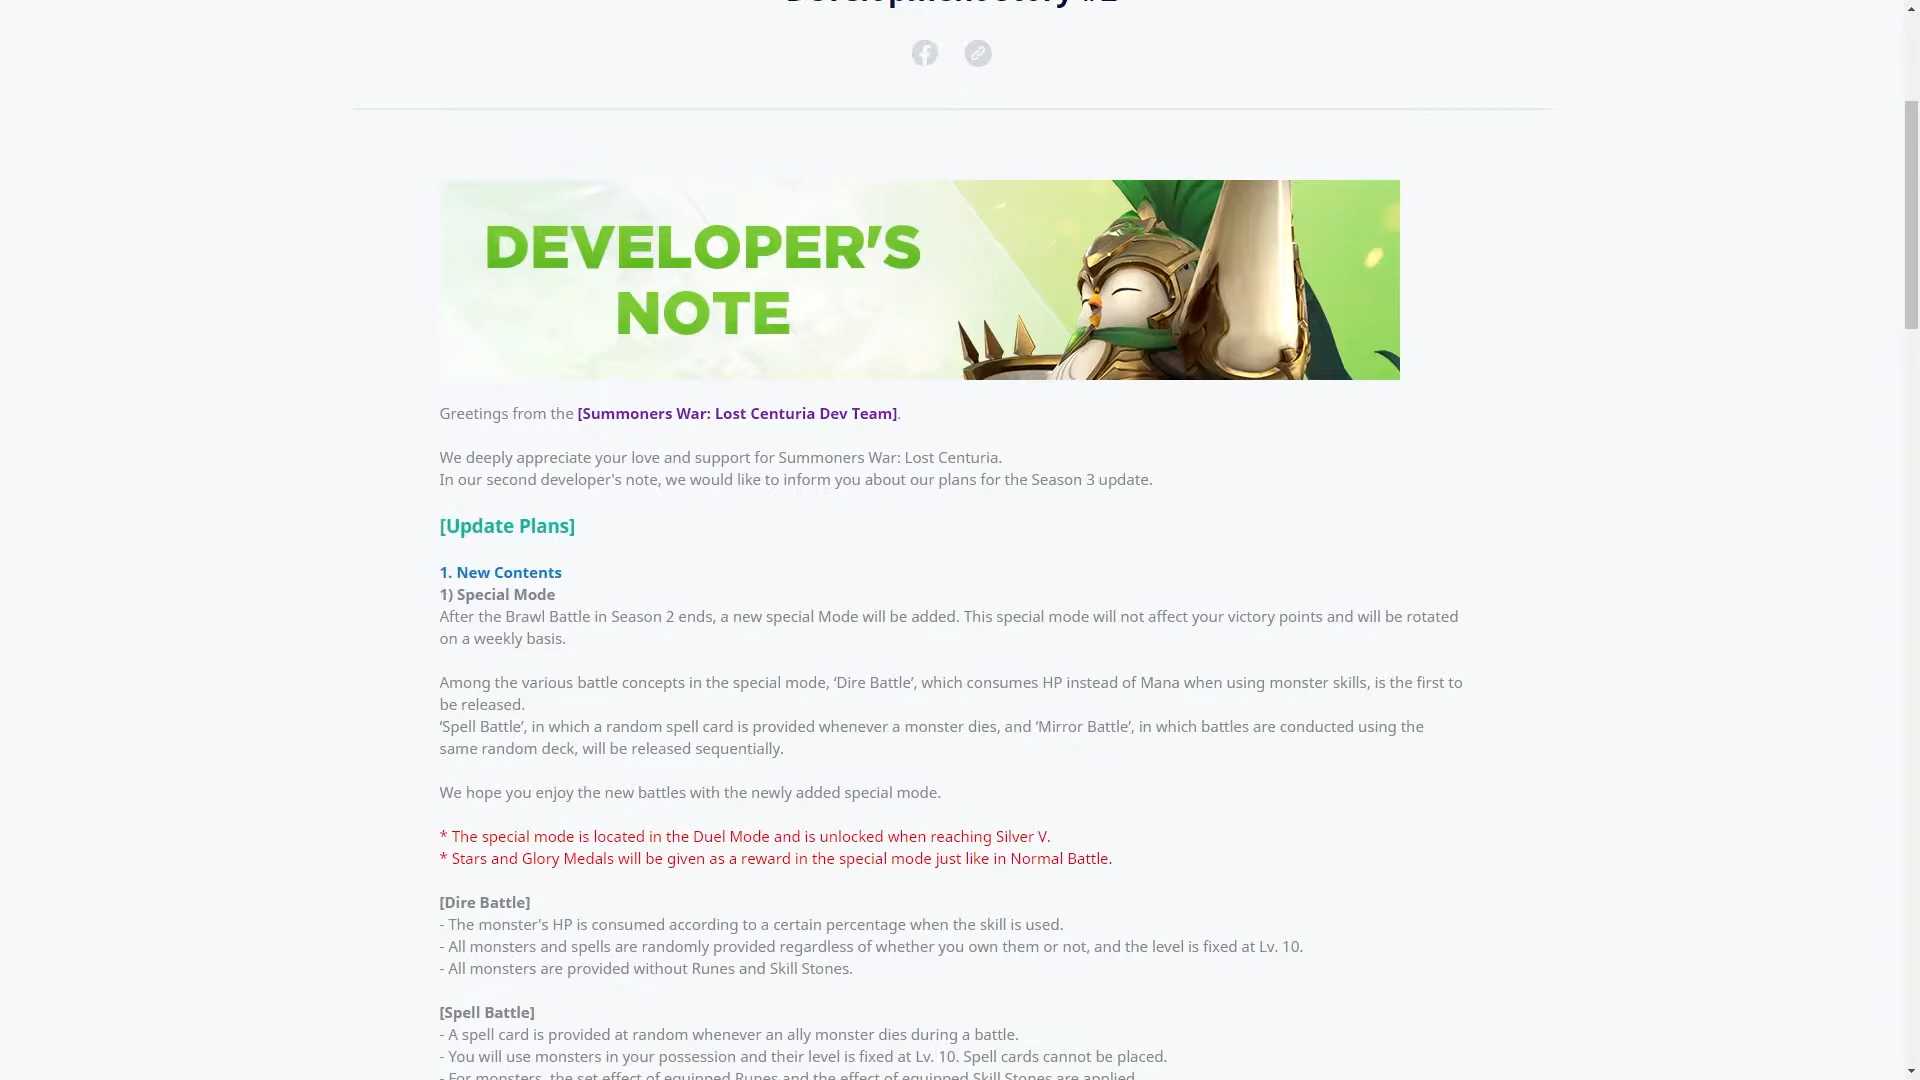 Development Story #2
DEVELOPER'S
NOTE
Greetings from the [Summoners War: Lost Centuria Dev Team].
We deeply appreciate your love and support for Summoners War: Lost Centuria.
In our second developer's note, we would like to inform you about our plans for the Season 3 update.
[Update Plans]
1. New Contents
1) Special Mode
After the Brawl Battle in Season 2 ends, a new special Mode will be added. This special mode will not affect your victory points and will be rotated
on a weekly basis.
Among the various battle concepts in the special mode, ‘Dire Battle’, which consumes HP instead of Mana when using monster skills, is the first to
be released.
‘Spell Battle’, in which a random spell card is provided whenever a monster dies, and ‘Mirror Battle’, in which battles are conducted using the
same random deck, will be released sequentially.
We hope you enjoy the new battles with the newly added special mode.
* The special mode is located in the Duel Mode and is unlocked when reaching Silver V.
* Stars and Glory Medals will be given as a reward in the special mode just like in Normal Battle.
[Dire Battle]
- The monster's HP is consumed according to a certain percentage when the skill is used.
- All monsters and spells are randomly provided regardless of whether you own them or not, and the level is fixed at Lv. 10.
- All monsters are provided without Runes and Skill Stones.
[Spell Battle]
- A spell card is provided at random whenever an ally monster dies during a battle.
- You will use monsters in your possession and their level is fixed at Lv. 10. Spell cards cannot be placed.
- For monsters, the set effect of equipped Runes and the effect of equipped Skill Stones are applied.